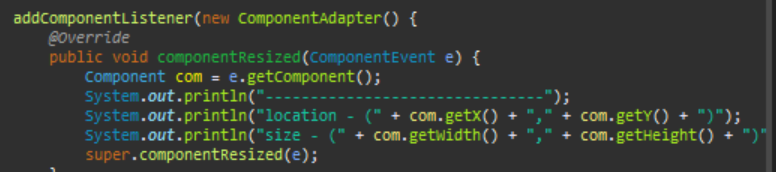 addComponentListener(new ComponentAdapter() {
@Override
public void componentResized(ComponentEvent e) {
Component com = e.getComponent();
System.out.println("-------------------------------");
System.out.println("location - (" + com.getX() + "," + com.getY() + ")");
System.out.println("size - (" + com.getWidth() + "," + com.getHeight() + ")"
super.componentResized(e);
}